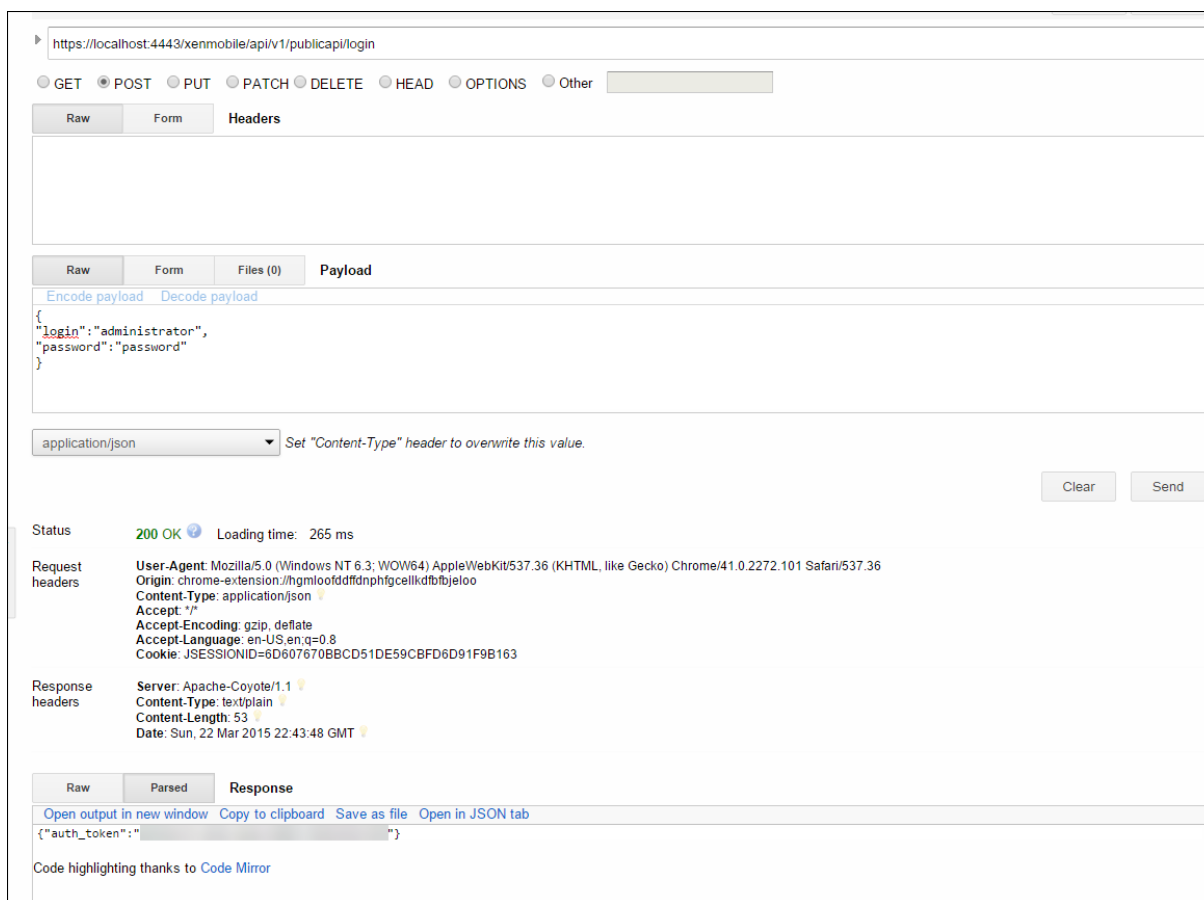 https://localhost:4443/xenmobile/api/v1/publicapi/login
GET POST PUT PATCH DELETE HEAD OPTIONS Other
Raw Form Headers
Raw Form Files (0) Payload
Encode payload Decode payload
{
"login":"administrator",
"password":"password"
}
application/json Set "Content-Type" header to overwrite this value.
Clear Send
Status 200 OK Loading time: 265 ms
Request headers User-Agent: Mozilla/5.0 (Windows NT 6.3; WOW64) AppleWebKit/537.36 (KHTML, like Gecko) Chrome/41.0.2272.101 Safari/537.36
Origin: chrome-extension://hgmloofddffdnphfgcellkdfbfbjeloo
Content-Type: application/json
Accept: */*
Accept-Encoding: gzip, deflate
Accept-Language: en-US,en;q=0.8
Cookie: JSESSIONID=6D607670BBCD51DE59CBFD6D91F9B163
Response headers Server: Apache-Coyote/1.1
Content-Type: text/plain
Content-Length: 53
Date: Sun, 22 Mar 2015 22:43:48 GMT
Raw Parsed Response
Open output in new window Copy to clipboard Save as file Open in JSON tab
{"auth_token":" "}
Code highlighting thanks to Code Mirror